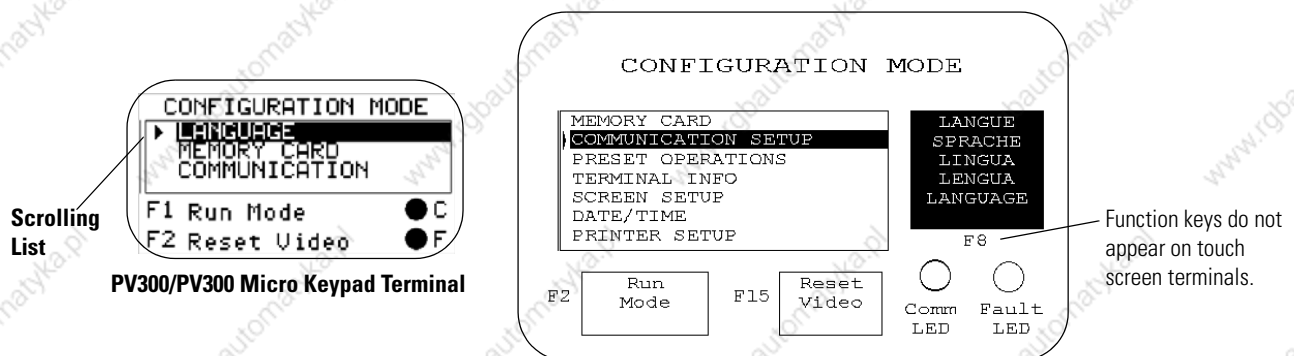 CONFIGURATION MODE
LANGUAGE
MEMORY CARD
COMMUNICATION
F1 Run Mode
C
F2 Reset Video
F
Scrolling
List
PV300/PV300 Micro Keypad Terminal
CONFIGURATION MODE
MEMORY CARD
COMMUNICATION SETUP
PRESET OPERATIONS
TERMINAL INFO
SCREEN SETUP
DATE/TIME
PRINTER SETUP
LANGUE
SPRACHE
LINGUA
LENGUA
LANGUAGE
F8
F2
Run
Mode
F15
Reset
Video
Comm
LED
Fault
LED
Function keys do not
appear on touch
screen terminals.
www.rgbautomatyka.pl